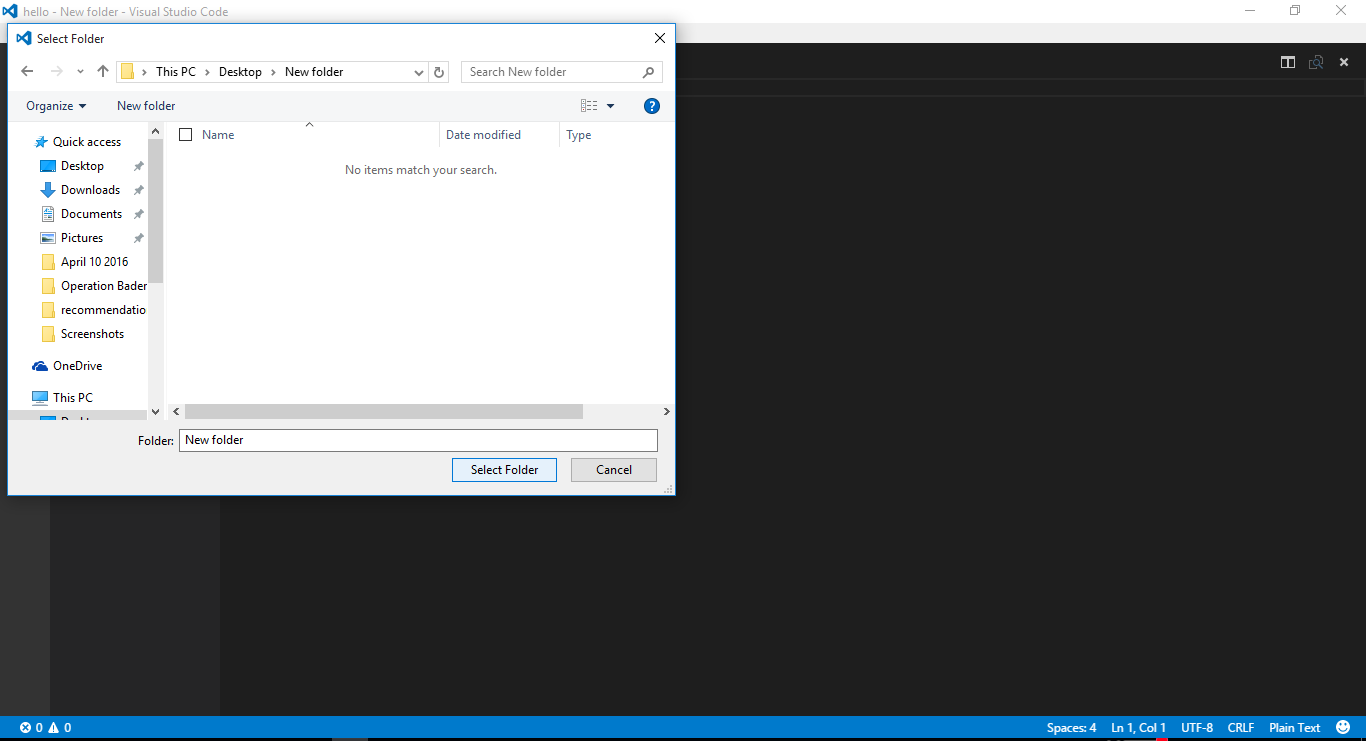 hello - New folder - Visual Studio Code
Select Folder
This PC > Desktop > New folder
Search New folder
Organize
New folder
?
Quick access
Desktop
Downloads
Documents
Pictures
April 10 2016
Operation Bader
recommendatio
Screenshots
OneDrive
This PC
Name
Date modified
Type
No items match your search.
Folder: New folder
Select Folder
Cancel
0 0
Spaces: 4 Ln 1, Col 1 UTF-8 CRLF Plain Text